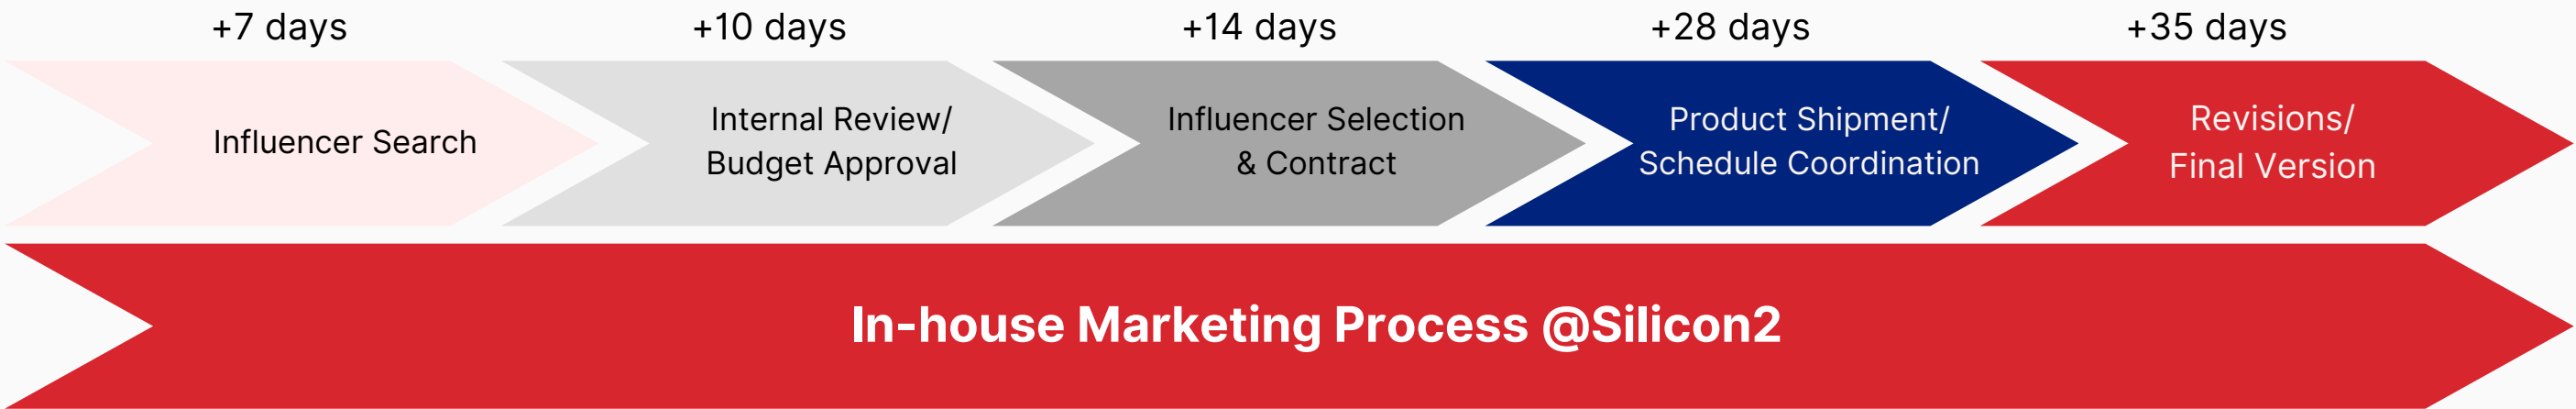 +7 days
+10 days
+14 days
+28 days
+35 days
Influencer Search
Internal Review/
Budget Approval
Influencer Selection
& Contract
Product Shipment/
Schedule Coordination
Revisions/
Final Version
In-house Marketing Process @Silicon2